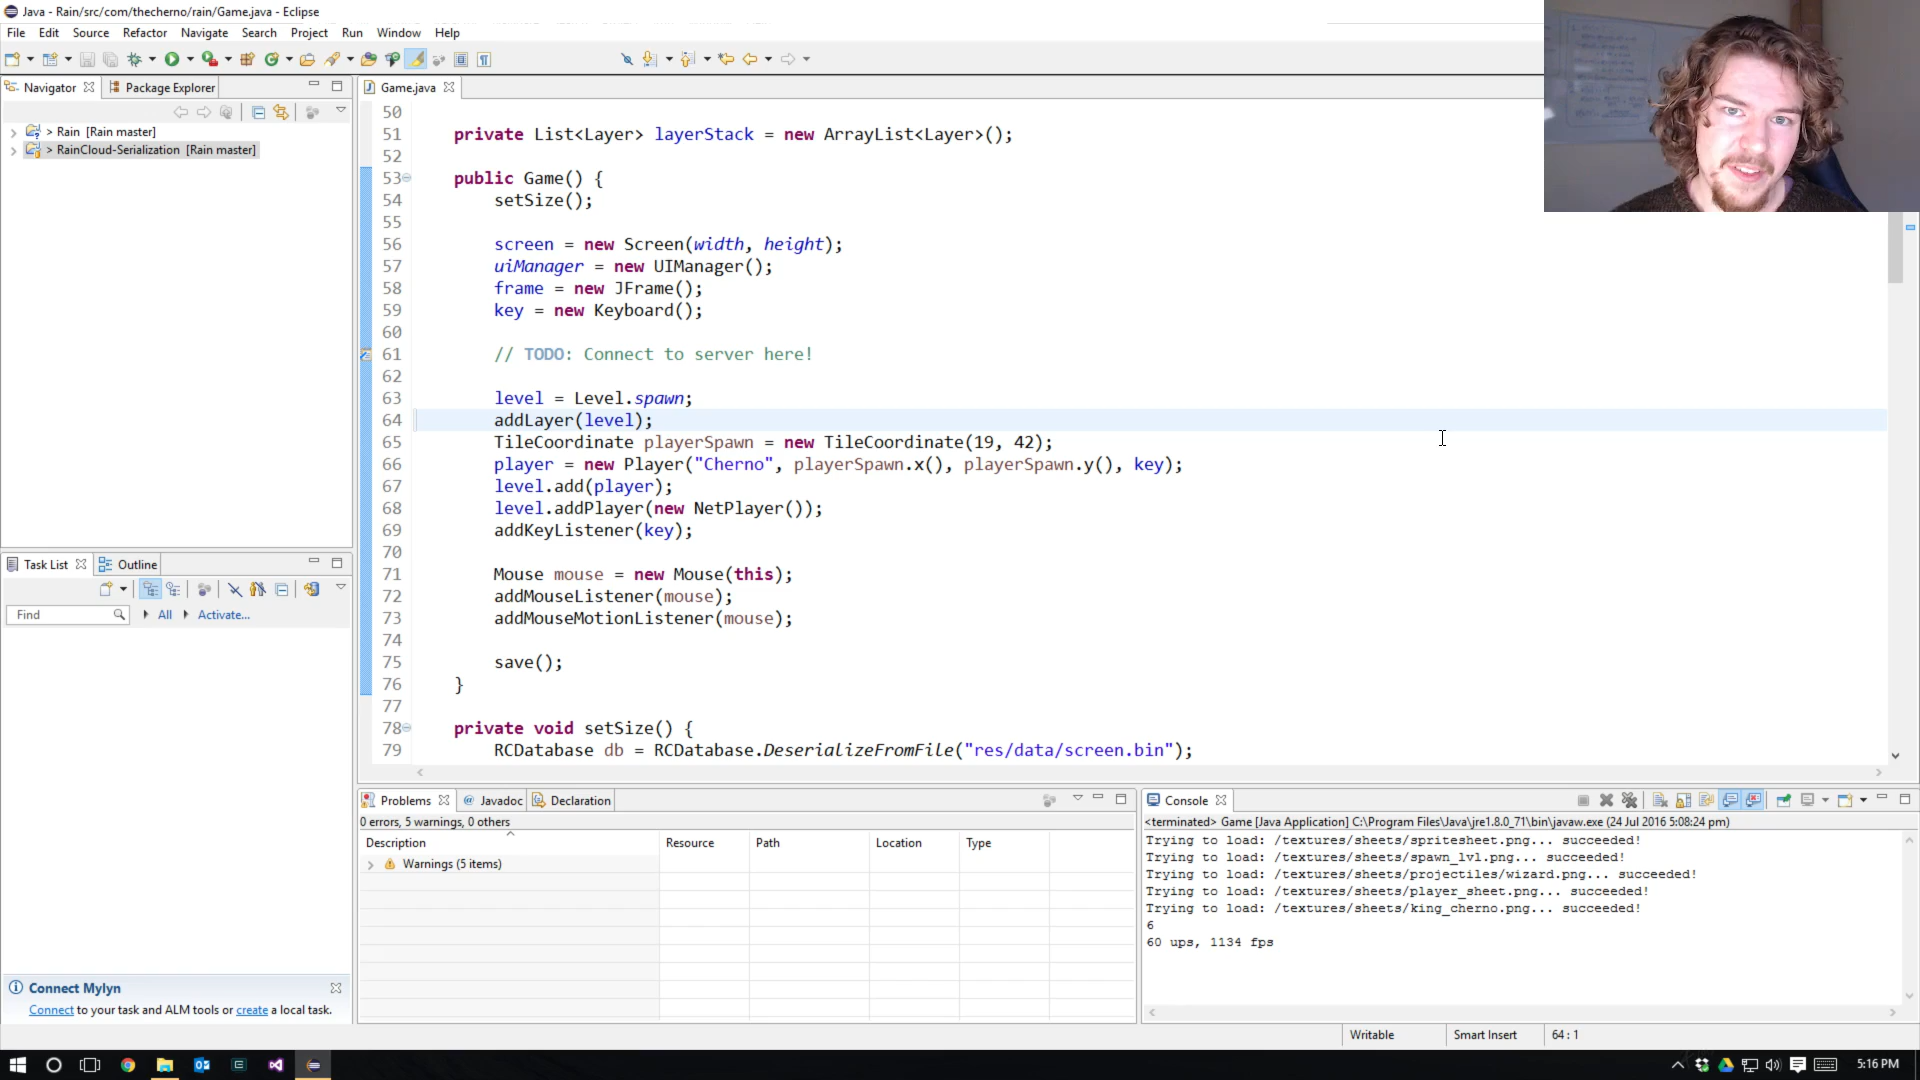 Java - Rain/src/com/thecherno/rain/Game.java - Eclipse
File Edit Source Refactor Navigate Search Project Run Window Help
Navigator Package Explorer
> Rain [Rain master]
> RainCloud-Serialization [Rain master]
Game.java
50
51 private List<Layer> layerStack = new ArrayList<Layer>();
52
53 public Game() {
54 setSize();
55
56 screen = new Screen(width, height);
57 uiManager = new UIManager();
58 frame = new JFrame();
59 key = new Keyboard();
60
61 // TODO: Connect to server here!
62
63 level = Level.spawn;
64 addLayer(level);
65 TileCoordinate playerSpawn = new TileCoordinate(19, 42);
66 player = new Player("Cherno", playerSpawn.x(), playerSpawn.y(), key);
67 level.add(player);
68 level.addPlayer(new NetPlayer());
69 addKeyListener(key);
70
71 Mouse mouse = new Mouse(this);
72 addMouseListener(mouse);
73 addMouseMotionListener(mouse);
74
75 save();
76 }
77
78 private void setSize() {
79 RCDatabase db = RCDatabase.DeserializeFromFile("res/data/screen.bin");
Task List Outline
Find All Activate...
Connect Mylyn
Connect to your task and ALM tools or create a local task.
Problems Javadoc Declaration
0 errors, 5 warnings, 0 others
Description Resource Path Location Type
Warnings (5 items)
Console
<terminated> Game [Java Application] C:\Program Files\Java\jre1.8.0_71\bin\javaw.exe (24 Jul 2016 5:08:24 pm)
Trying to load: /textures/sheets/spritesheet.png... succeeded!
Trying to load: /textures/sheets/spawn_lvl.png... succeeded!
Trying to load: /textures/sheets/projectiles/wizard.png... succeeded!
Trying to load: /textures/sheets/player_sheet.png... succeeded!
Trying to load: /textures/sheets/king_cherno.png... succeeded!
6
60 ups, 1134 fps
Writable Smart Insert 64 : 1
5:16 PM